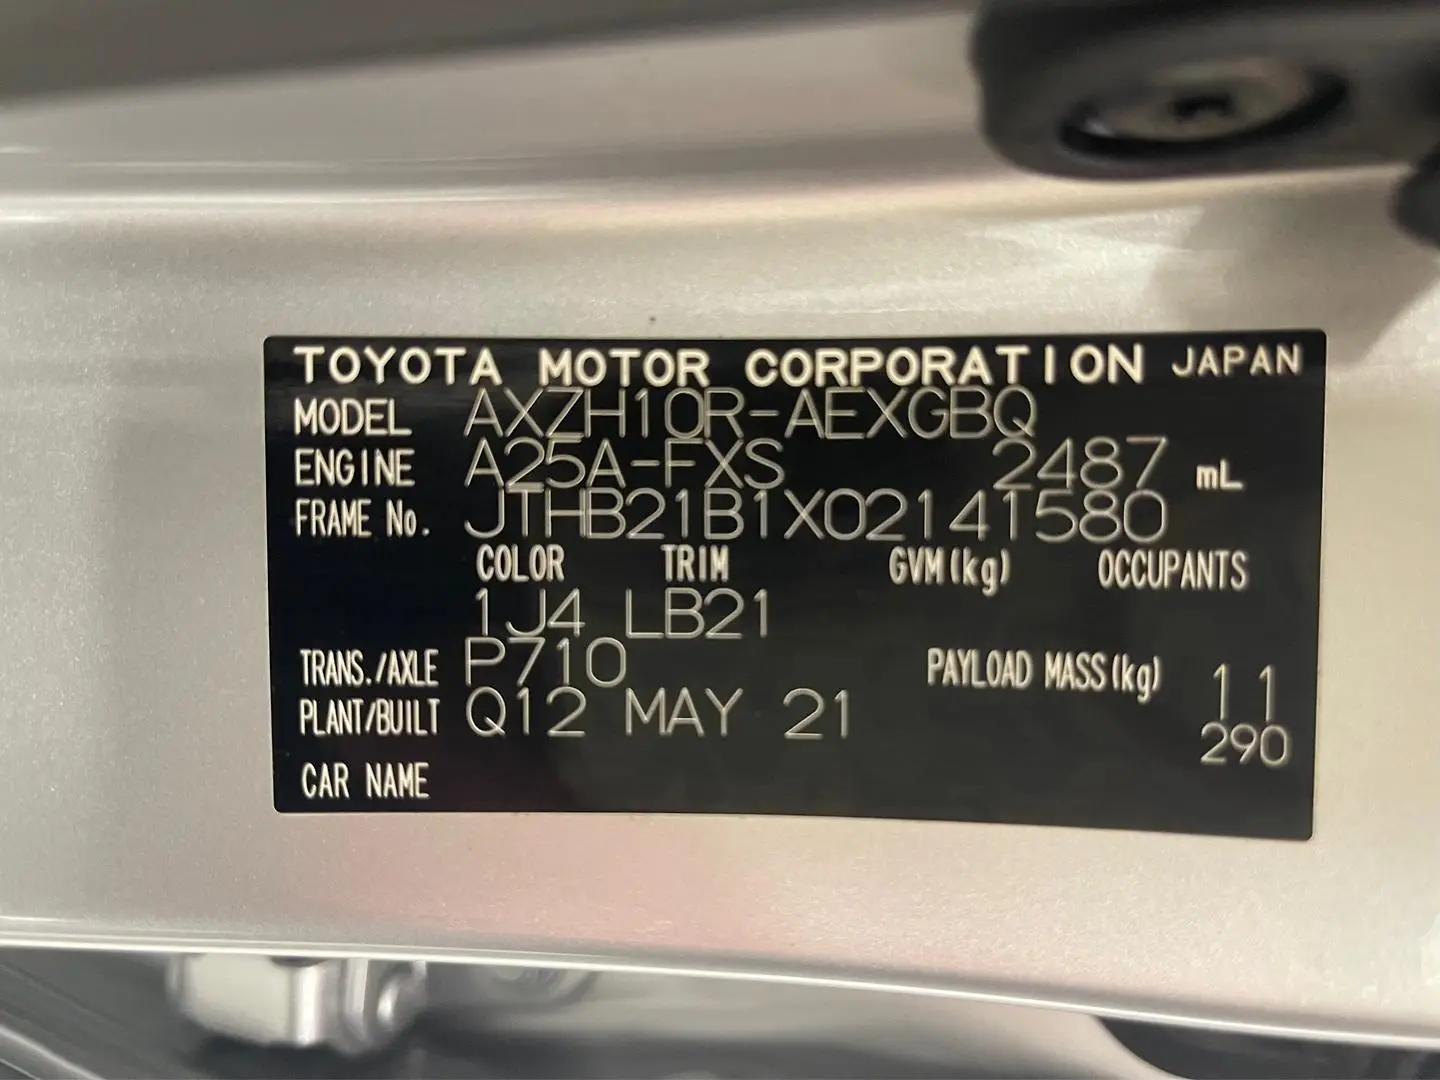 TOYOTA MOTOR CORPORATION JAPAN
MODEL AXZH10R-AEXGBQ
ENGINE A25A-FXS 2487 mL
FRAME No. JTHB21B1X02141580
COLOR TRIM GVM(kg) OCCUPANTS
1J4 LB21
TRANS./AXLE P710 PAYLOAD MASS(kg) 11
PLANT/BUILT Q12 MAY 21 290
CAR NAME